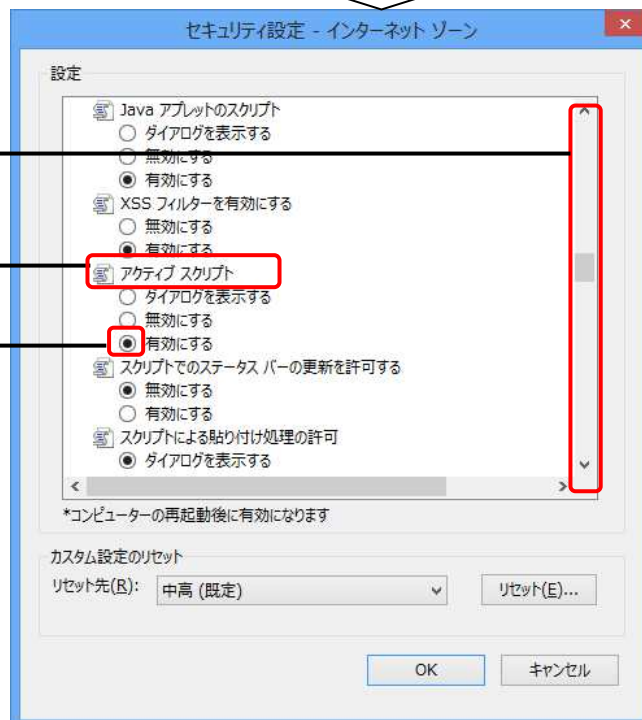 セキュリティ設定 - インターネット ゾーン
設定
Java アプレットのスクリプト
ダイアログを表示する
無効にする
有効にする
XSS フィルターを有効にする
無効にする
有効にする
アクティブ スクリプト
ダイアログを表示する
無効にする
有効にする
スクリプトでのステータス バーの更新を許可する
無効にする
有効にする
スクリプトによる貼り付け処理の許可
ダイアログを表示する
*コンピューターの再起動後に有効になります
カスタム設定のリセット
リセット先(R): 中高 (既定) リセット(E)...
OK キャンセル